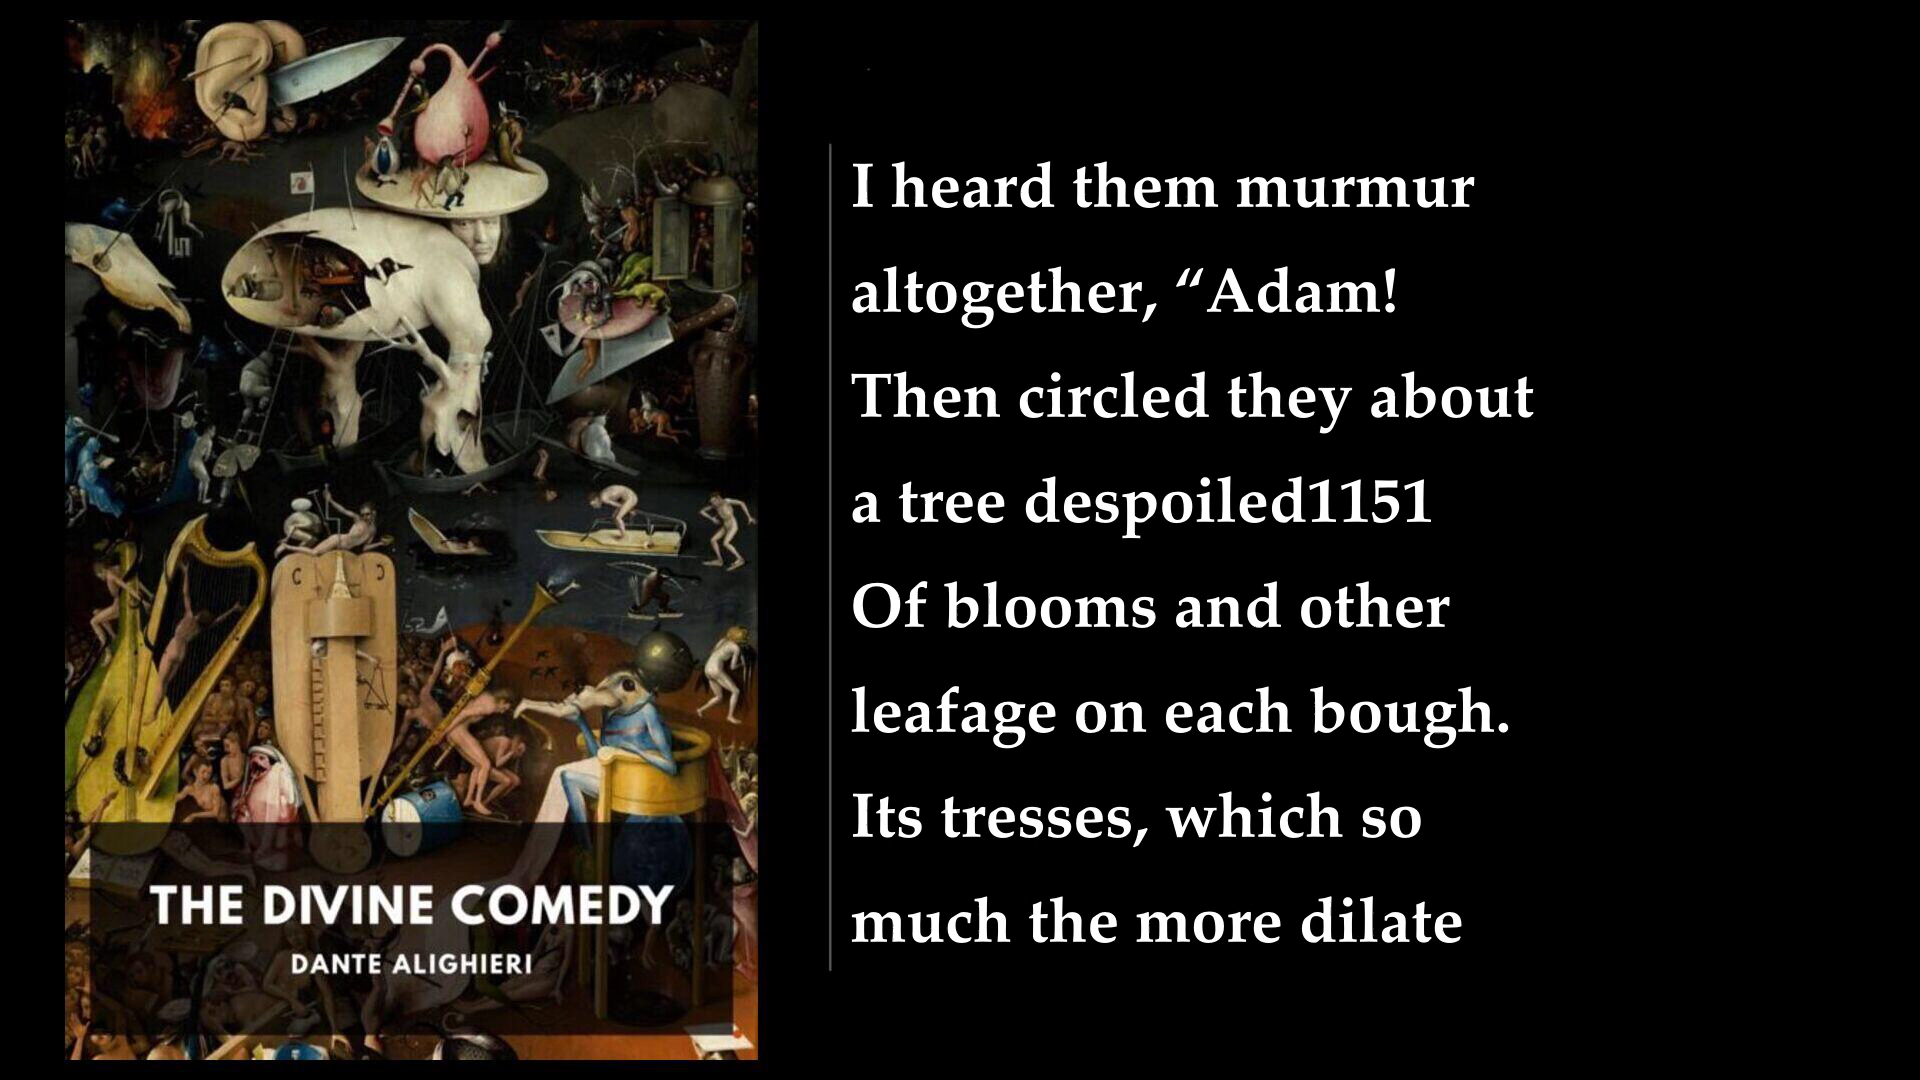 I heard them murmur
altogether, “Adam!
Then circled they about
a tree despoiled1151
Of blooms and other
leafage on each bough.
Its tresses, which so
much the more dilate
THE DIVINE COMEDY
DANTE ALIGHIERI